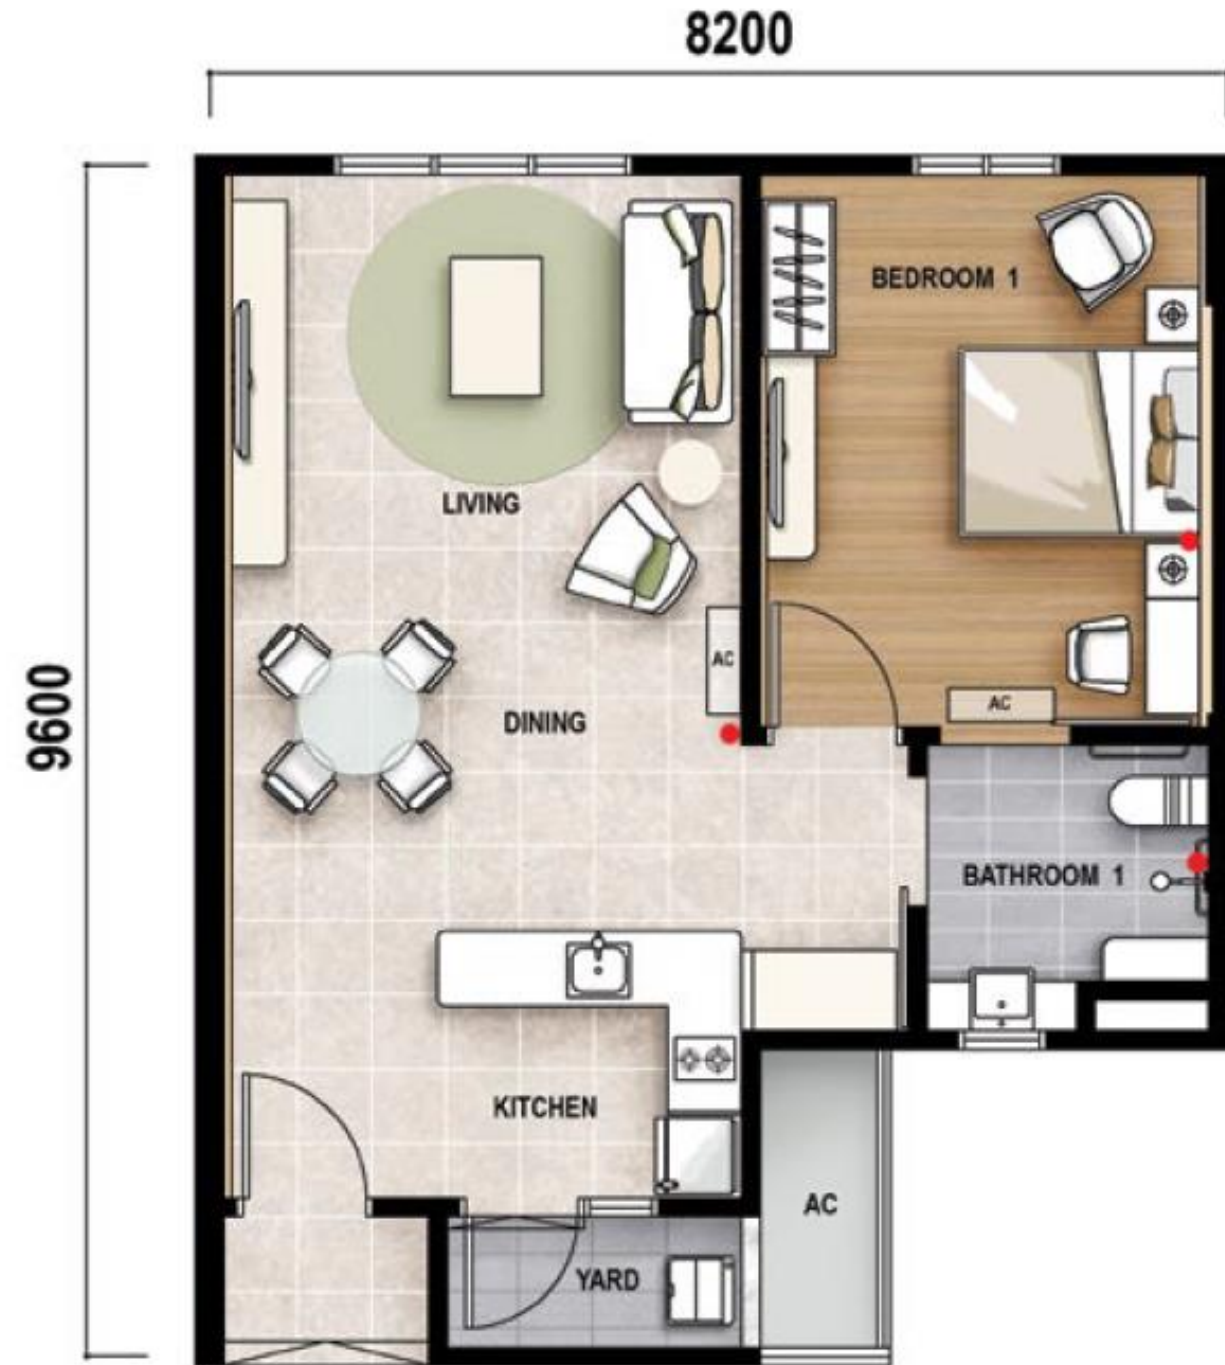 8200
BEDROOM 1
LIVING
9600
AC
DINING
AC
BATHROOM 1
KITCHEN
AC
YARD